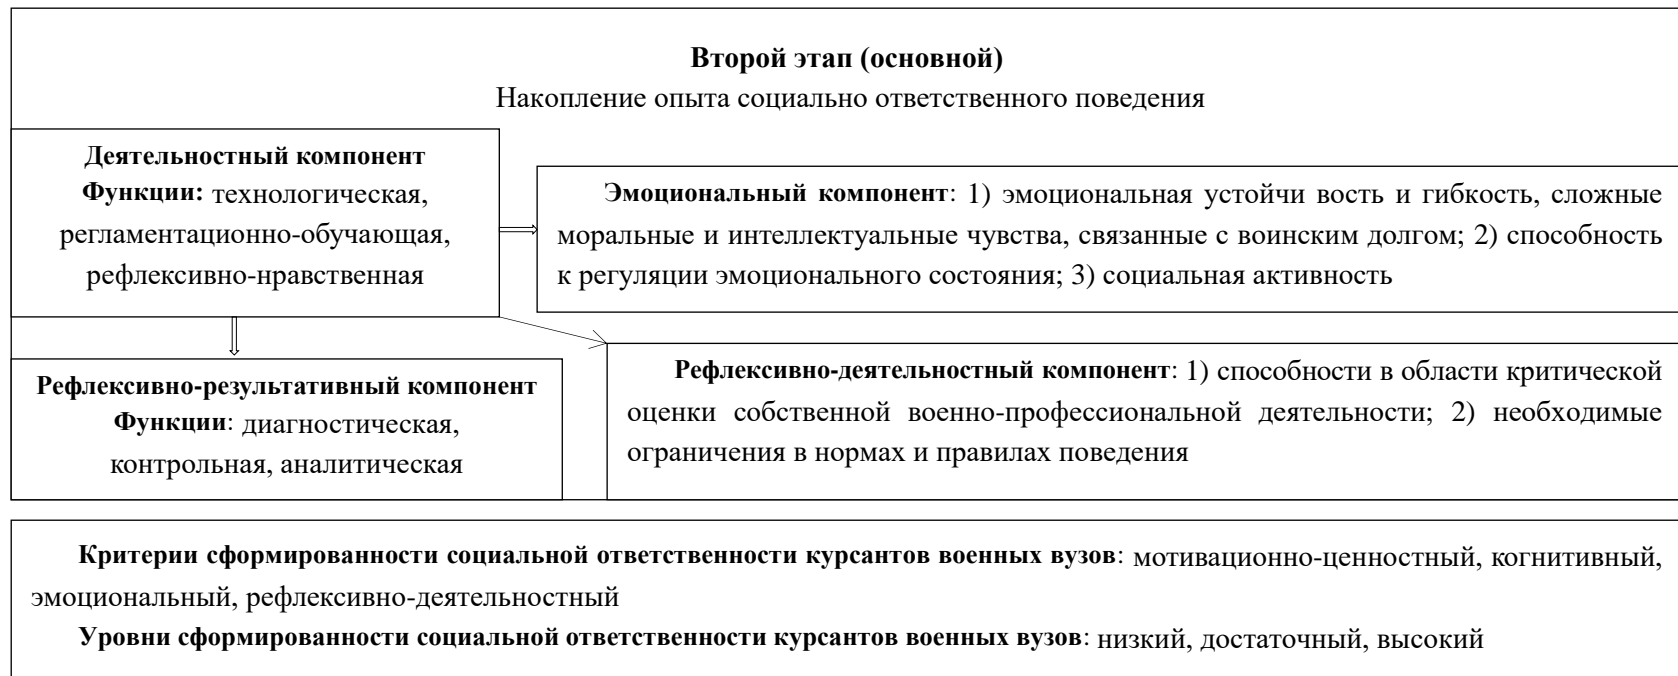 Второй этап (основной)
Накопление опыта социально ответственного поведения
Деятельностный компонент
Функции: технологическая,
регламентационно-обучающая,
рефлексивно-нравственная
Эмоциональный компонент: 1) эмоциональная устойчи вость и гибкость, сложные
моральные и интеллектуальные чувства, связанные с воинским долгом; 2) способность
к регуляции эмоционального состояния; 3) социальная активность
Рефлексивно-результативный компонент
Функции: диагностическая,
контрольная, аналитическая
Рефлексивно-деятельностный компонент: 1) способности в области критической
оценки собственной военно-профессиональной деятельности; 2) необходимые
ограничения в нормах и правилах поведения
Критерии сформированности социальной ответственности курсантов военных вузов: мотивационно-ценностный, когнитивный,
эмоциональный, рефлексивно-деятельностный
Уровни сформированности социальной ответственности курсантов военных вузов: низкий, достаточный, высокий